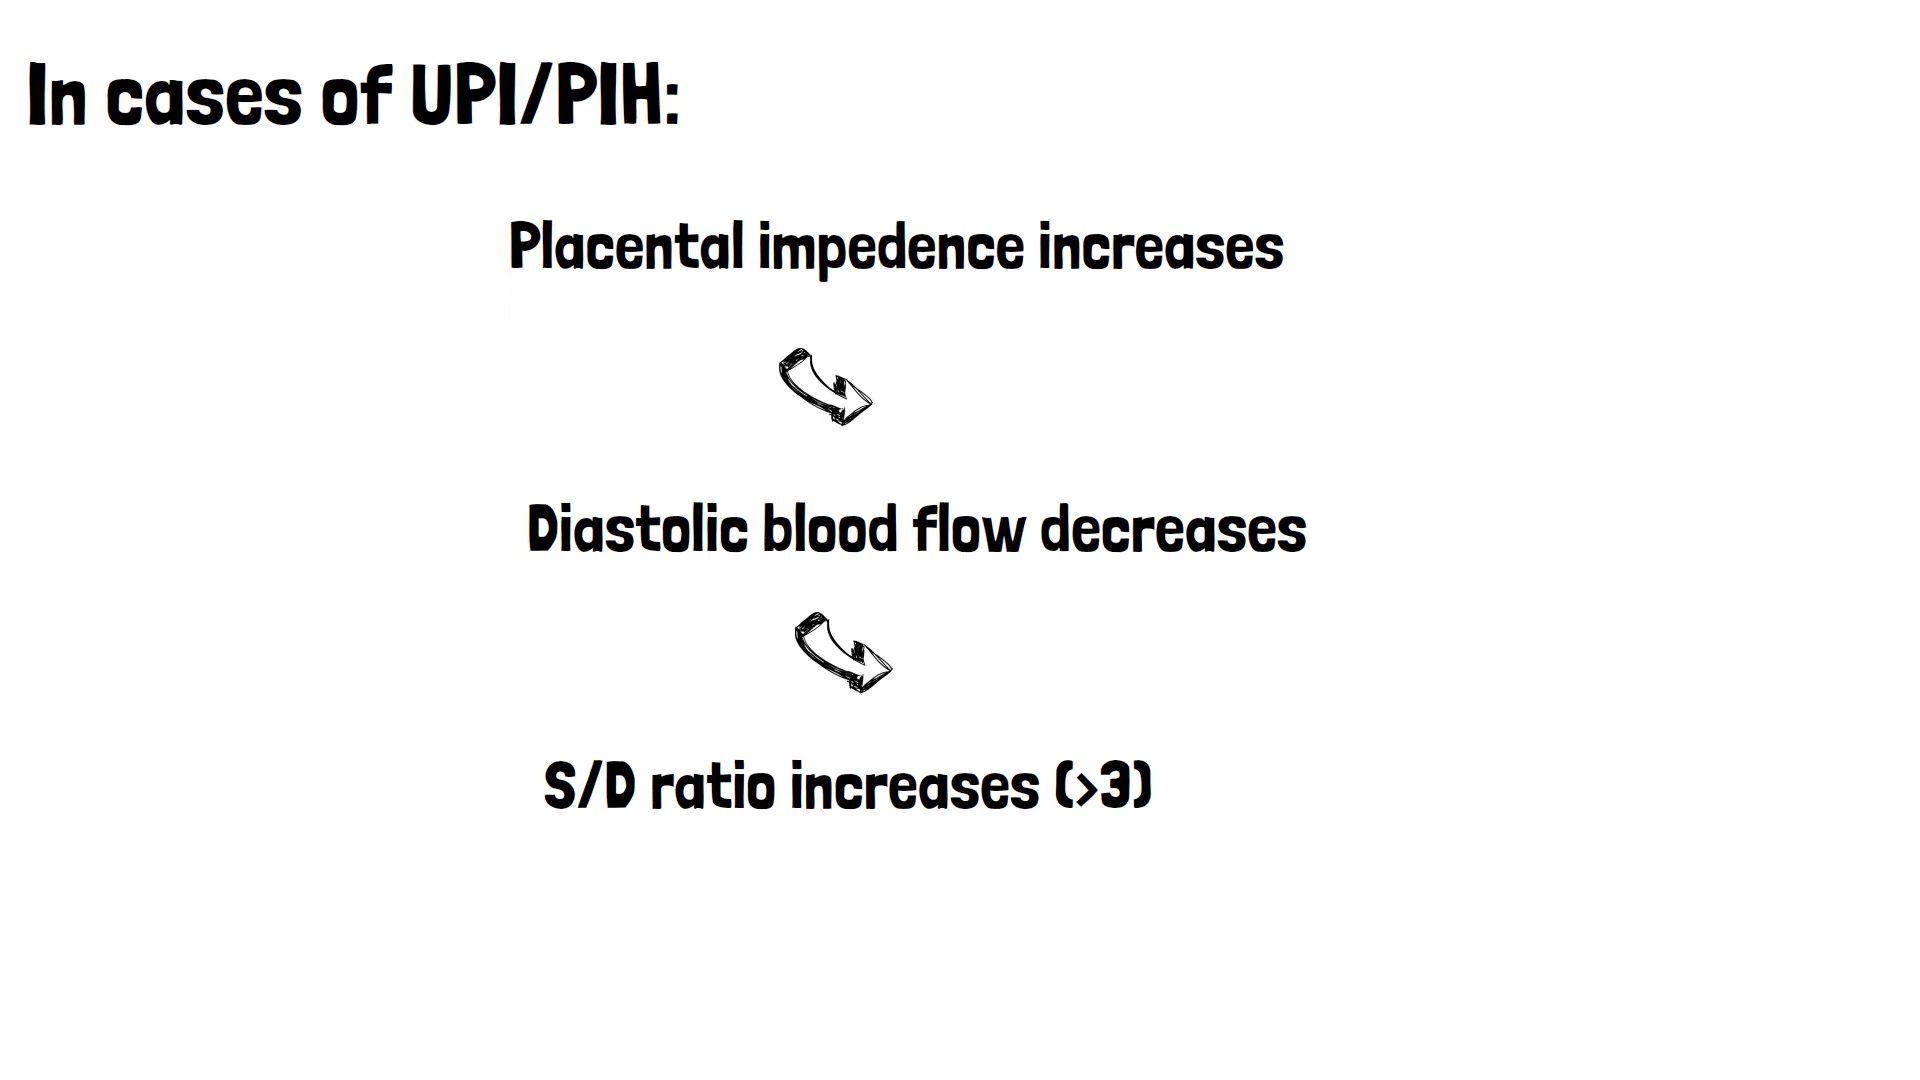 In cases of UPI/PIH:
Placental impedence increases
Diastolic blood flow decreases
S/D ratio increases (>3)